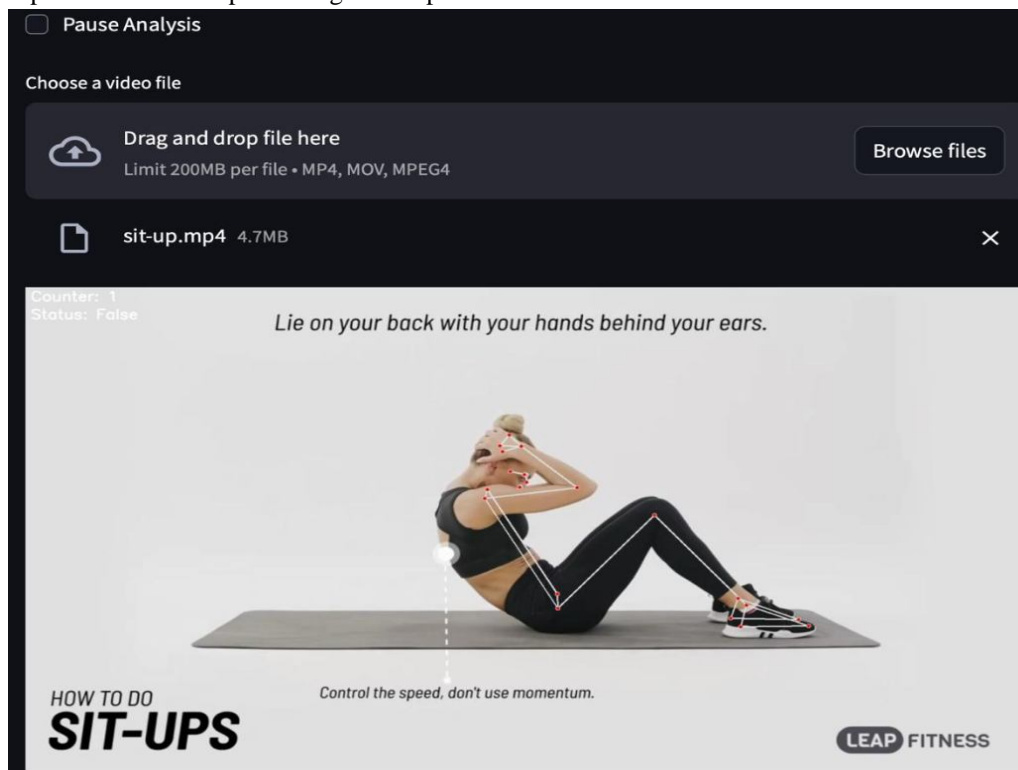 Pause Analysis
Choose a video file
Drag and drop file here
Limit 200MB per file • MP4, MOV, MPEG4
Browse files
sit-up.mp4 4.7MB
Counter: 1
Status: False
Lie on your back with your hands behind your ears.
Control the speed, don't use momentum.
HOW TO DO
SIT-UPS
LEAP FITNESS